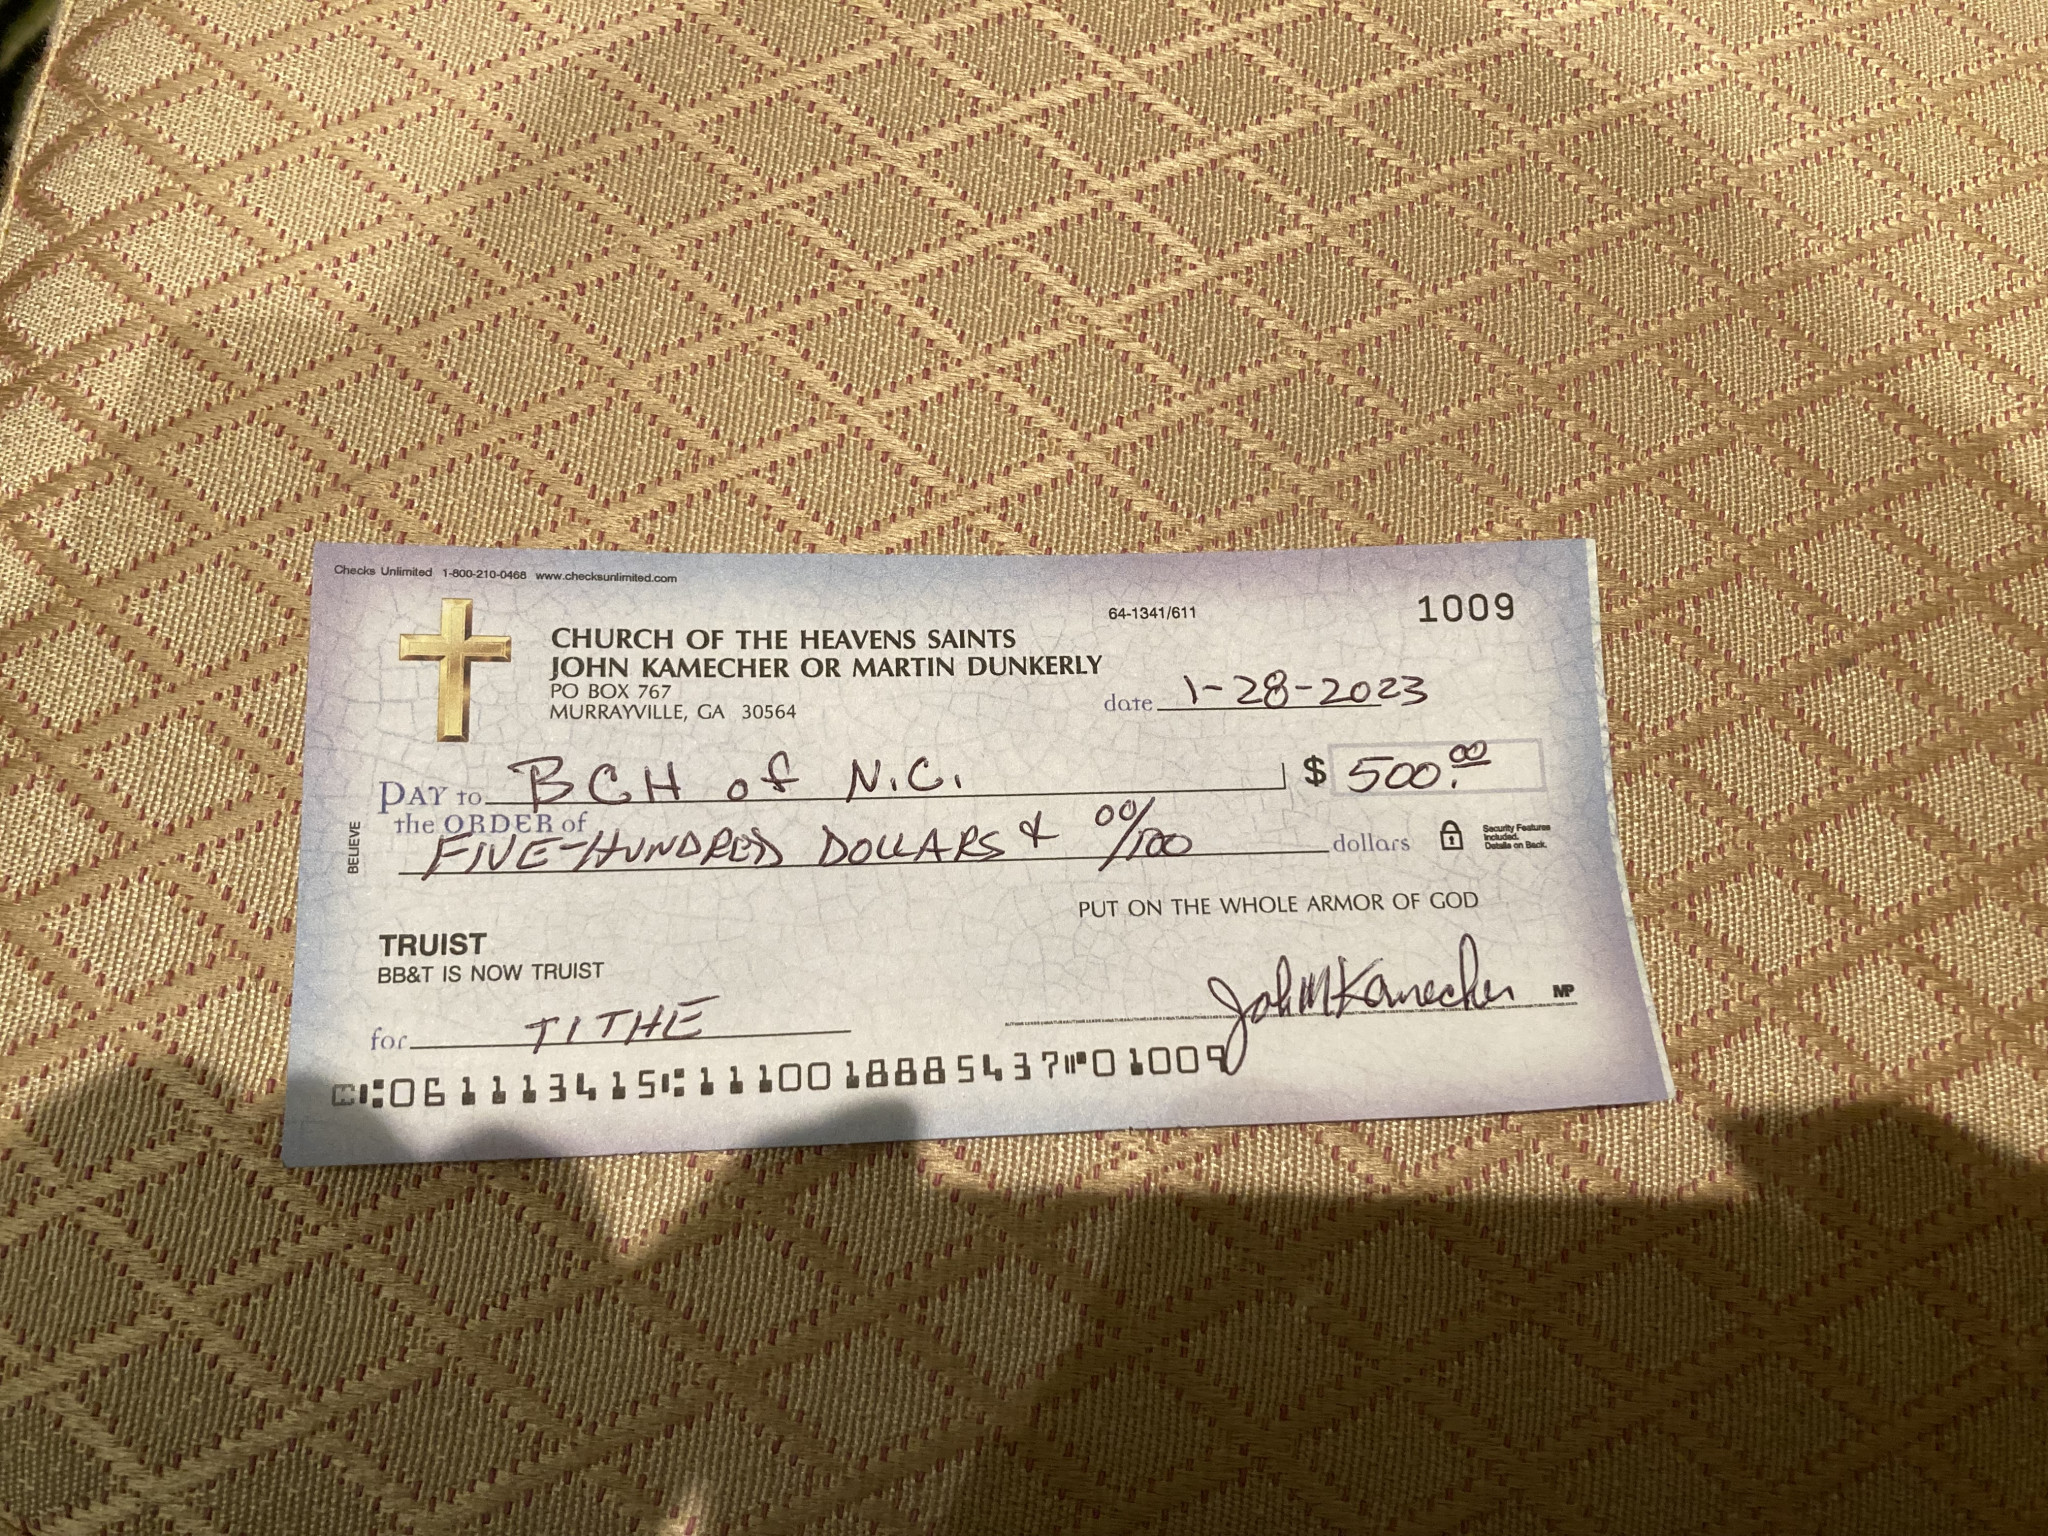 Checks Unlimited 1-800-210-0468 www.checksunlimited.com
64-1341/611
1009
CHURCH OF THE HEAVENS SAINTS
JOHN KAMECHER OR MARTIN DUNKERLY
PO BOX 767
MURRAYVILLE, GA 30564
date 1-28-2023
PAY to the ORDER of BCH of N.C.
$ 500.00
FIVE-HUNDRED DOLLARS & 00/100 dollars
Security Features
Included.
Details on Back.
BELIEVE
PUT ON THE WHOLE ARMOR OF GOD
TRUIST
BB&T IS NOW TRUIST
for TITHE
John M Kamecher MP
⑆061113415⑆1110018885437⑈01009